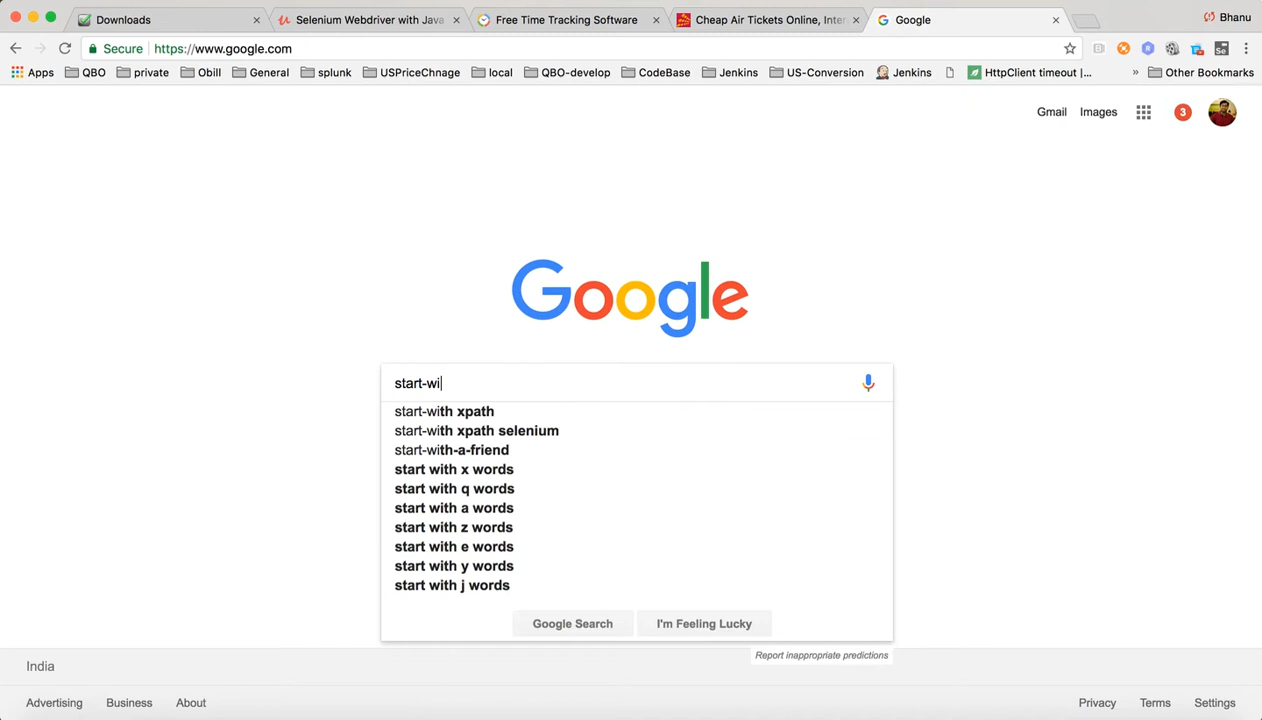 Downloads
Selenium Webdriver with Java
Free Time Tracking Software
Cheap Air Tickets Online, Inter
Google
Bhanu
Secure https://www.google.com
Apps QBO private Obill General splunk USPriceChnage local QBO-develop CodeBase Jenkins US-Conversion Jenkins HttpClient timeout |... » Other Bookmarks
Gmail Images 3
Google
start-wi
start-with xpath
start-with xpath selenium
start-with-a-friend
start with x words
start with q words
start with a words
start with z words
start with e words
start with y words
start with j words
Google Search I'm Feeling Lucky
Report inappropriate predictions
India
Advertising Business About Privacy Terms Settings